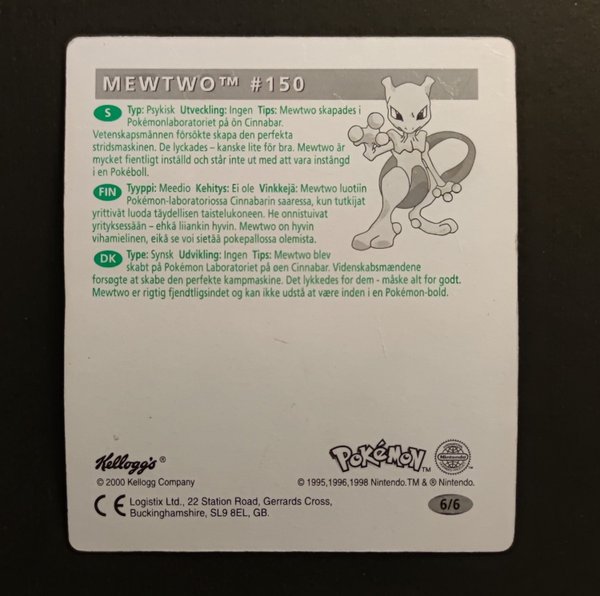 MEWTWO™ #150
S Typ: Psykisk Utveckling: Ingen Tips: Mewtwo skapades i
Pokémonlaboratoriet på ön Cinnabar.
Vetenskapsmännen försökte skapa den perfekta
stridsmaskinen. De lyckades – kanske lite för bra. Mewtwo är
mycket fientligt inställd och står inte ut med att vara instängd
i en Pokéboll.
FIN Tyyppi: Meedio Kehitys: Ei ole Vinkkejä: Mewtwo luotiin
Pokémon-laboratoriossa Cinnabarin saaressa, kun tutkijat
yrittivät luoda täydellisen taistelukoneen. He onnistuivat
yrityksessään – ehkä liiankin hyvin. Mewtwo on hyvin
vihamielinen, eikä se voi sietää pokepallossa olemista.
DK Type: Synsk Udvikling: Ingen Tips: Mewtwo blev
skabt på Pokémon Laboratoriet på øen Cinnabar. Videnskabsmændene
forsøgte at skabe den perfekte kampmaskine. Det lykkedes for dem - måske alt for godt.
Mewtwo er rigtig fjendtligsindet og kan ikke udstå at være inden i en Pokémon-bold.
Kellogg's®
© 2000 Kellogg Company
POKéMON™
Nintendo
© 1995,1996,1998 Nintendo.TM & ® Nintendo.
CE Logistix Ltd., 22 Station Road, Gerrards Cross,
Buckinghamshire, SL9 8EL, GB.
6/6